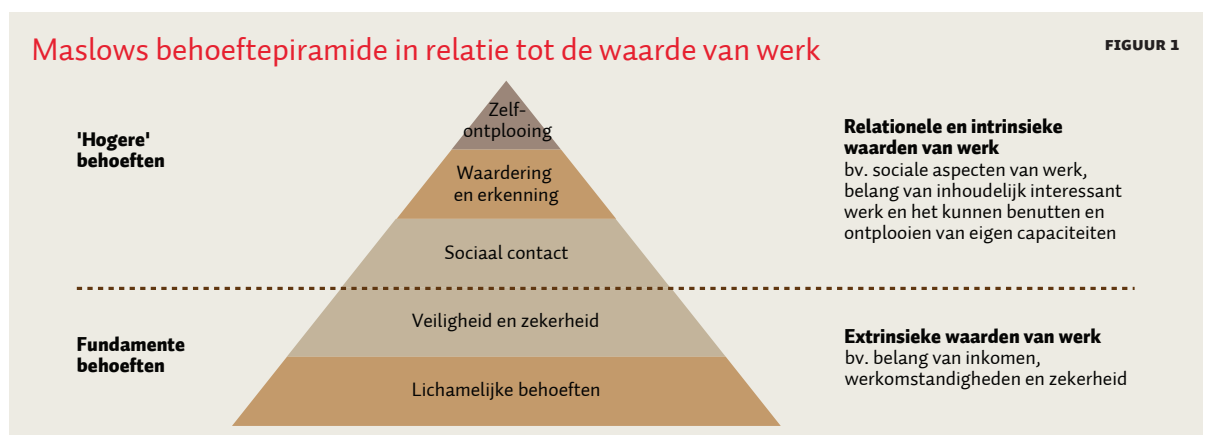 Maslows behoeftepiramide in relatie tot de waarde van werk
FIGUUR 1
'Hogere'
behoeften
Zelf-
ontplooing
Waardering
en erkenning
Sociaal contact
Relationele en intrinsieke
waarden van werk
bv. sociale aspecten van werk,
belang van inhoudelijk interessant
werk en het kunnen benutten en
ontplooien van eigen capaciteiten
Fundamente
behoeften
Veiligheid en zekerheid
Lichamelijke behoeften
Extrinsieke waarden van werk
bv. belang van inkomen,
werkomstandigheden en zekerheid